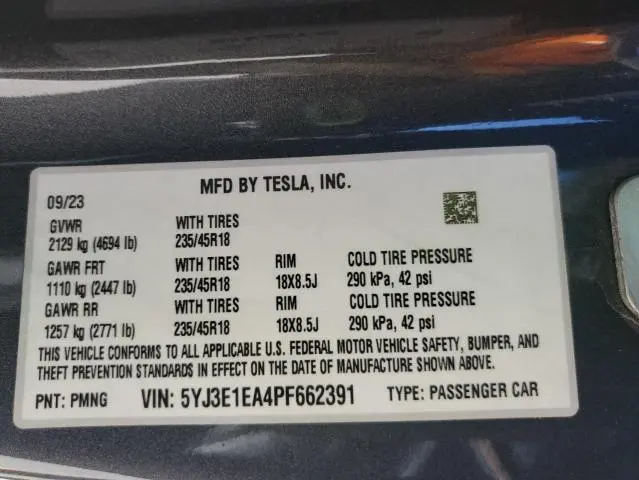 MFD BY TESLA, INC.
09/23
GVWR WITH TIRES
2129 kg (4694 lb) 235/45R18
GAWR FRT WITH TIRES RIM COLD TIRE PRESSURE
1110 kg (2447 lb) 235/45R18 18X8.5J 290 kPa, 42 psi
GAWR RR WITH TIRES RIM COLD TIRE PRESSURE
1257 kg (2771 lb) 235/45R18 18X8.5J 290 kPa, 42 psi
THIS VEHICLE CONFORMS TO ALL APPLICABLE U.S. FEDERAL MOTOR VEHICLE SAFETY, BUMPER, AND
THEFT PREVENTION STANDARDS IN EFFECT ON THE DATE OF MANUFACTURE SHOWN ABOVE.
PNT: PMNG VIN: 5YJ3E1EA4PF662391 TYPE: PASSENGER CAR